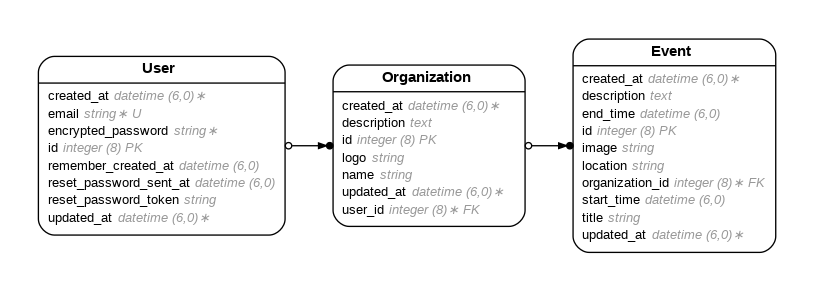 User
created_at datetime (6,0)∗
email string∗ U
encrypted_password string∗
id integer (8) PK
remember_created_at datetime (6,0)
reset_password_sent_at datetime (6,0)
reset_password_token string
updated_at datetime (6,0)∗
Organization
created_at datetime (6,0)∗
description text
id integer (8) PK
logo string
name string
updated_at datetime (6,0)∗
user_id integer (8)∗ FK
Event
created_at datetime (6,0)∗
description text
end_time datetime (6,0)
id integer (8) PK
image string
location string
organization_id integer (8)∗ FK
start_time datetime (6,0)
title string
updated_at datetime (6,0)∗